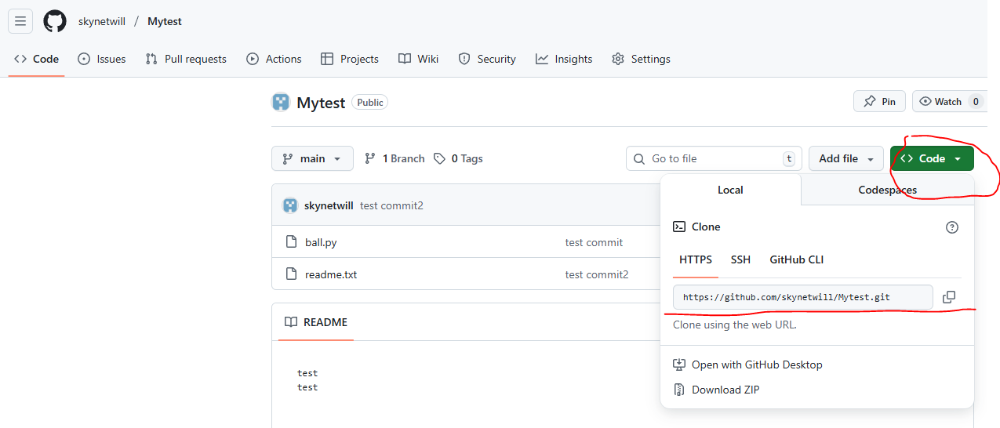 skynetwill / Mytest
Code Issues Pull requests Actions Projects Wiki Security Insights Settings
Mytest Public Pin Watch 0
main 1 Branch 0 Tags Go to file t Add file Code
Local Codespaces
skynetwill test commit2
Clone
ball.py test commit
HTTPS SSH GitHub CLI
readme.txt test commit2
https://github.com/skynetwill/Mytest.git
README
Clone using the web URL.
Open with GitHub Desktop
test
test
Download ZIP